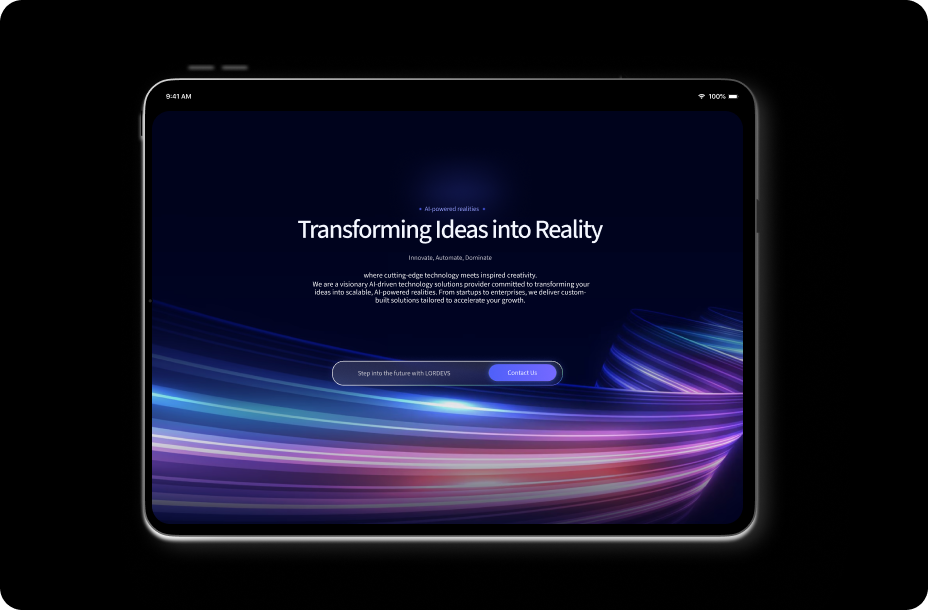 9:41 AM
100%
AI-powered realities
Transforming Ideas into Reality
Innovate, Automate, Dominate
where cutting-edge technology meets inspired creativity.
We are a visionary AI-driven technology solutions provider committed to transforming your
ideas into scalable, AI-powered realities. From startups to enterprises, we deliver custom-
built solutions tailored to accelerate your growth.
Step into the future with LORDEVS
Contact Us